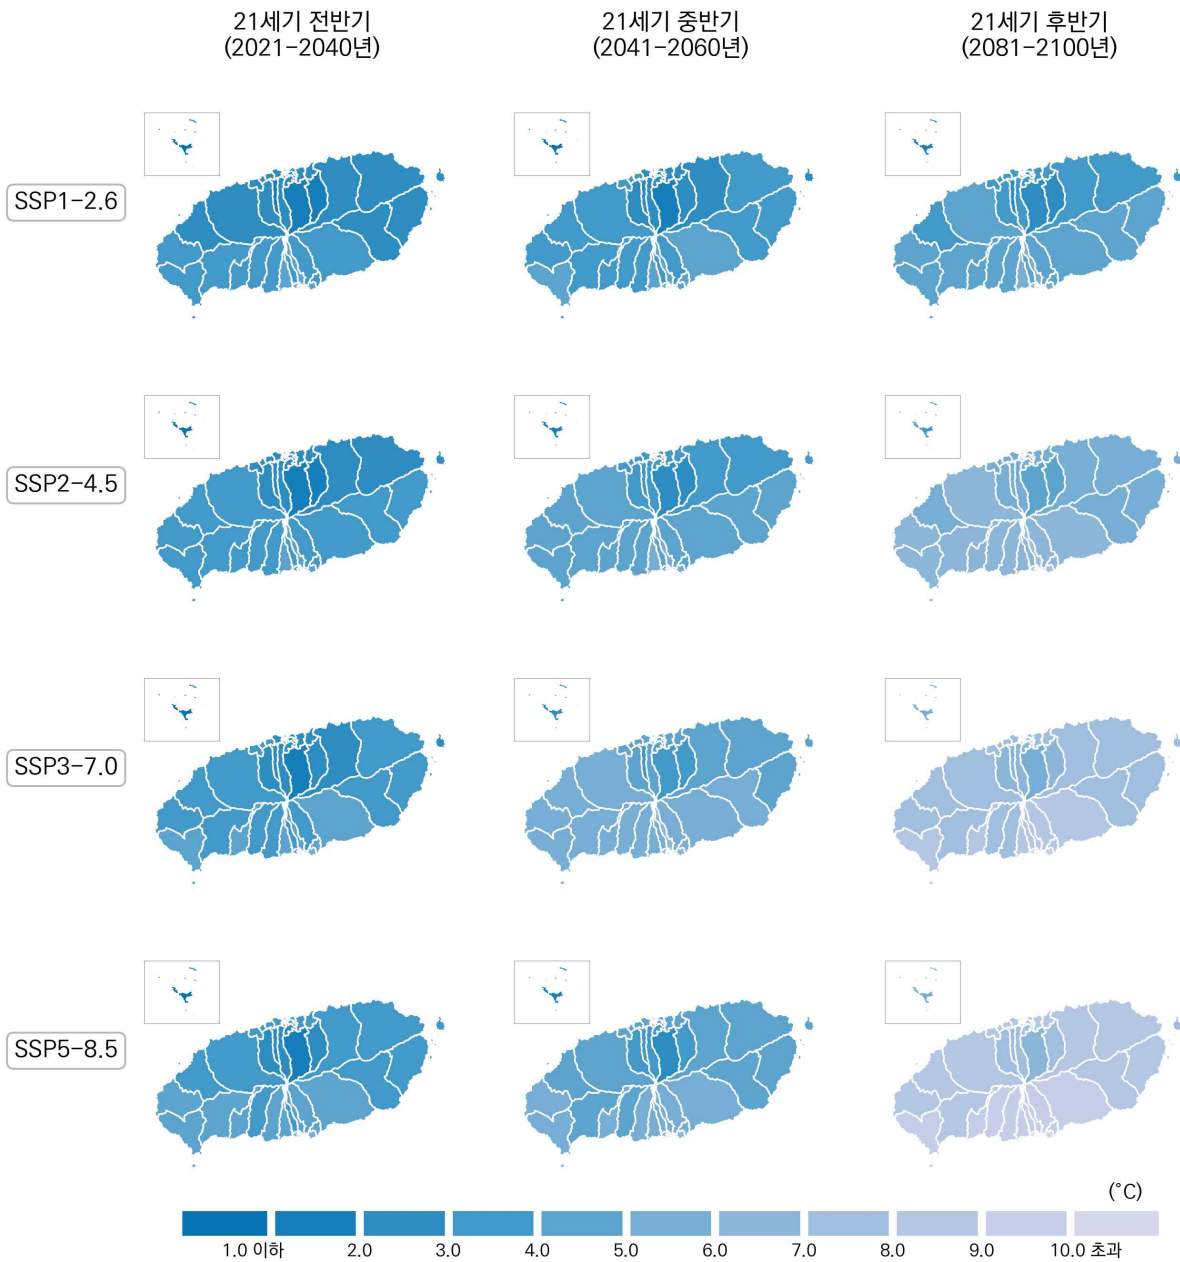 21세기 전반기
(2021-2040년)
21세기 중반기
(2041-2060년)
21세기 후반기
(2081-2100년)
SSP1-2.6
SSP2-4.5
SSP3-7.0
SSP5-8.5
(°C)
1.0 이하 2.0 3.0 4.0 5.0 6.0 7.0 8.0 9.0 10.0 초과